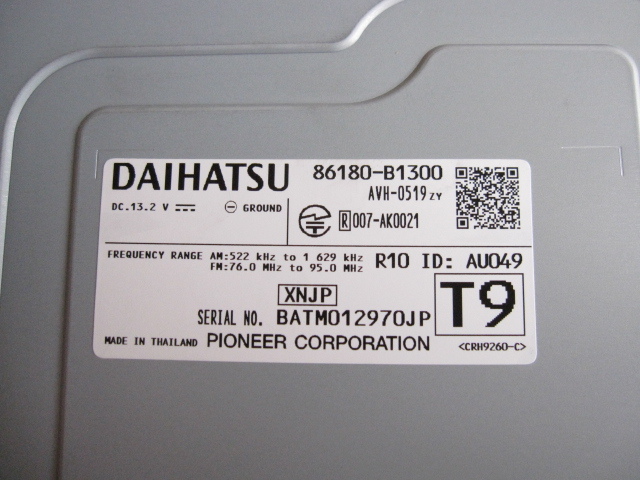 DAIHATSU 86180-B1300
AVH-0519 ZY
DC.13.2 V GROUND
R 007-AK0021
FREQUENCY RANGE AM:522 kHz to 1 629 kHz
FM:76.0 MHz to 95.0 MHz
R10 ID: AU049
XNJP
T9
SERIAL NO. BATM012970JP
MADE IN THAILAND PIONEER CORPORATION
<CRH9260-C>